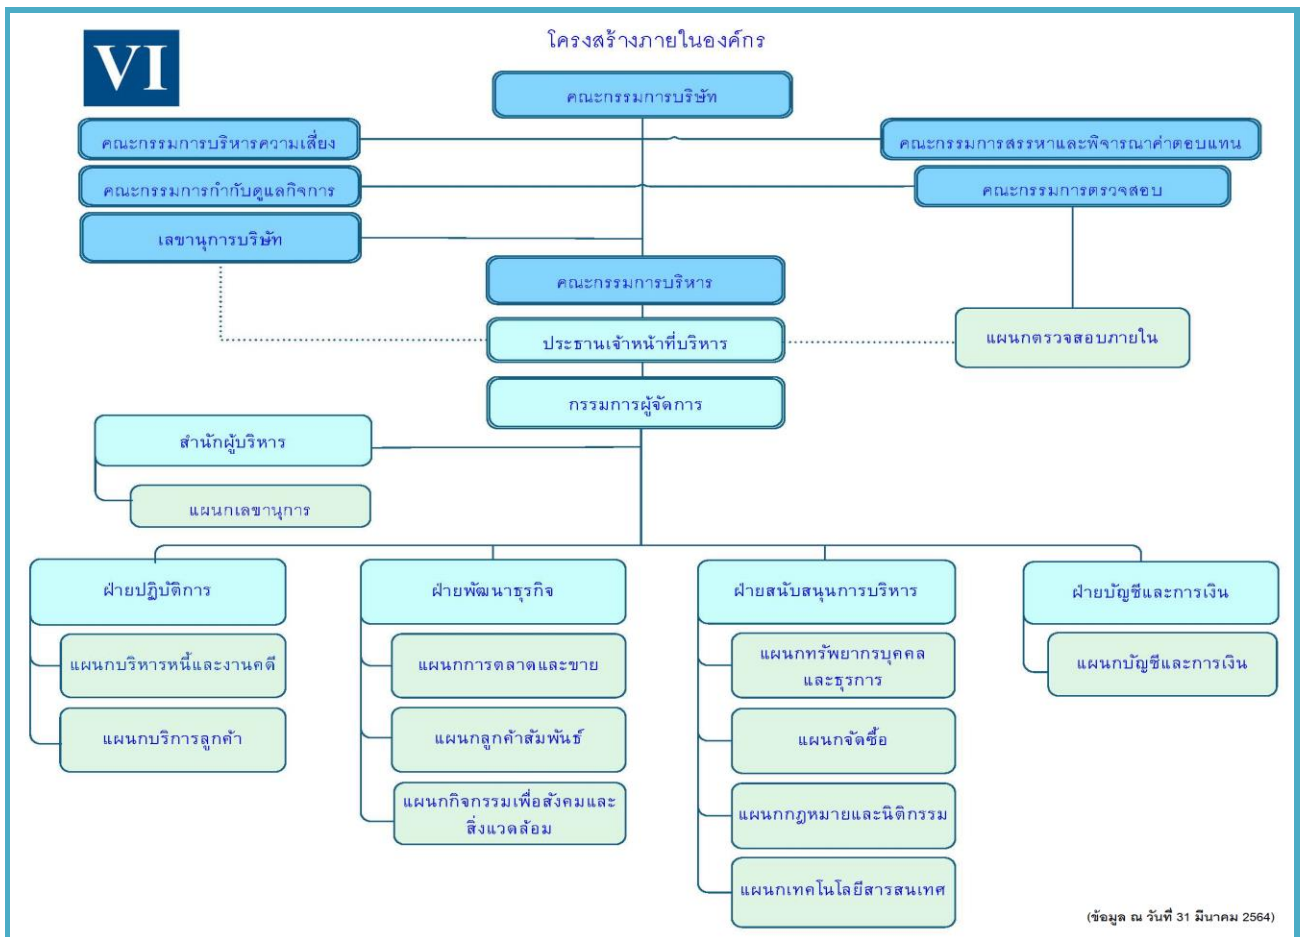 VI
โครงสร้างภายในองค์กร
คณะกรรมการบริษัท
คณะกรรมการบริหารความเสี่ยง
คณะกรรมการสรรหาและพิจารณาค่าตอบแทน
คณะกรรมการกำกับดูแลกิจการ
คณะกรรมการตรวจสอบ
เลขานุการบริษัท
คณะกรรมการบริหาร
ประธานเจ้าหน้าที่บริหาร
แผนกตรวจสอบภายใน
กรรมการผู้จัดการ
สำนักผู้บริหาร
แผนกเลขานุการ
ฝ่ายปฏิบัติการ
แผนกบริหารหนี้และงานคดี
แผนกบริการลูกค้า
ฝ่ายพัฒนาธุรกิจ
แผนกการตลาดและขาย
แผนกลูกค้าสัมพันธ์
แผนกกิจกรรมเพื่อสังคมและ
สิ่งแวดล้อม
ฝ่ายสนับสนุนการบริหาร
แผนกทรัพยากรบุคคล
และธุรการ
แผนกจัดซื้อ
แผนกกฎหมายและนิติกรรม
แผนกเทคโนโลยีสารสนเทศ
ฝ่ายบัญชีและการเงิน
แผนกบัญชีและการเงิน
(ข้อมูล ณ วันที่ 31 มีนาคม 2564)